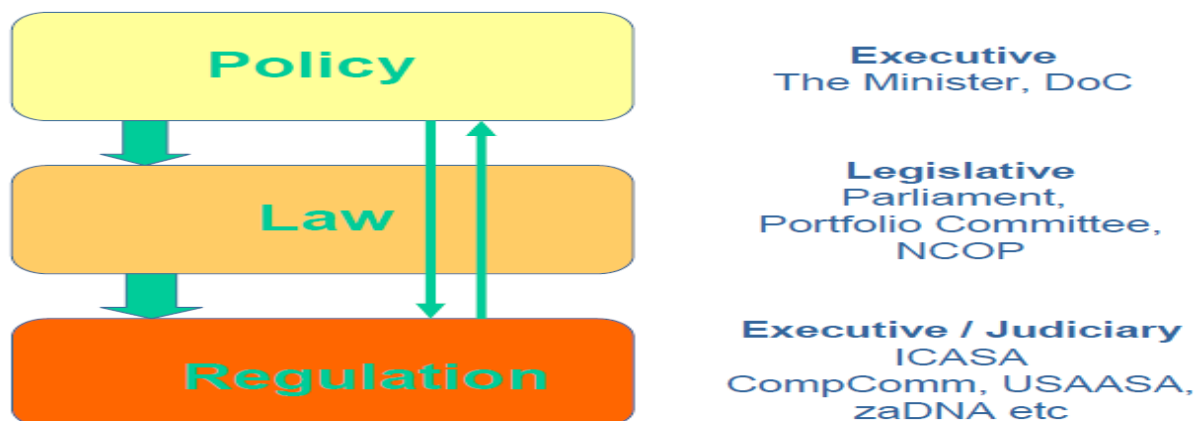 Policy
Executive
The Minister, DoC
Law
Legislative
Parliament,
Portfolio Committee,
NCOP
Regulation
Executive / Judiciary
ICASA
CompComm, USAASA,
zaDNA etc